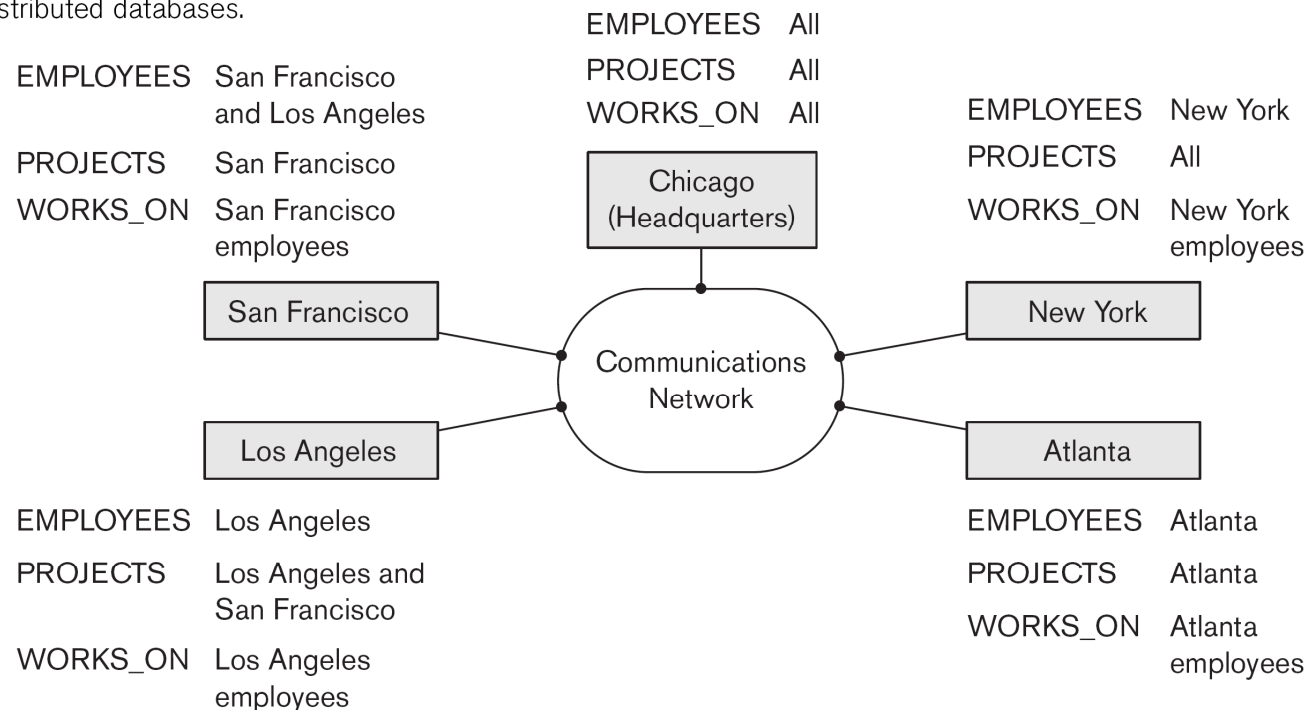 stributed databases.
EMPLOYEES All
PROJECTS All
WORKS_ON All
EMPLOYEES San Francisco
and Los Angeles
PROJECTS San Francisco
WORKS_ON San Francisco
employees
EMPLOYEES New York
PROJECTS All
WORKS_ON New York
employees
Chicago
(Headquarters)
San Francisco
New York
Communications
Network
Los Angeles
Atlanta
EMPLOYEES Los Angeles
PROJECTS Los Angeles and
San Francisco
WORKS_ON Los Angeles
employees
EMPLOYEES Atlanta
PROJECTS Atlanta
WORKS_ON Atlanta
employees